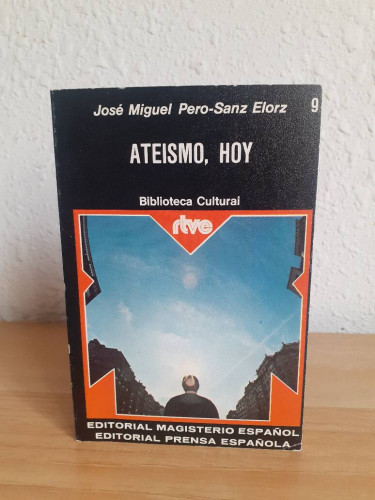 José Miguel Pero-Sanz Elorz 9
ATEISMO, HOY
Biblioteca Cultural
rtve
EDITORIAL MAGISTERIO ESPAÑOL
EDITORIAL PRENSA ESPAÑOLA